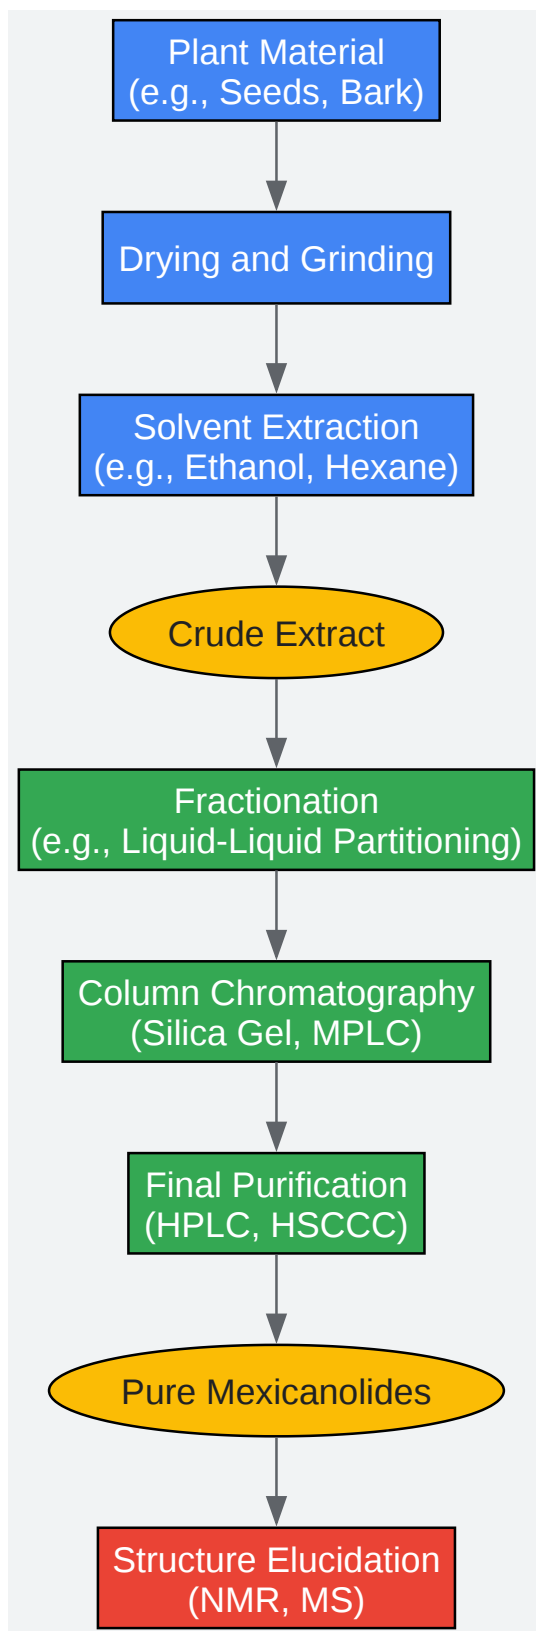 Plant Material
(e.g., Seeds, Bark)
Drying and Grinding
Solvent Extraction
(e.g., Ethanol, Hexane)
Crude Extract
Fractionation
(e.g., Liquid-Liquid Partitioning)
Column Chromatography
(Silica Gel, MPLC)
Final Purification
(HPLC, HSCCC)
Pure Mexicanolides
Structure Elucidation
(NMR, MS)